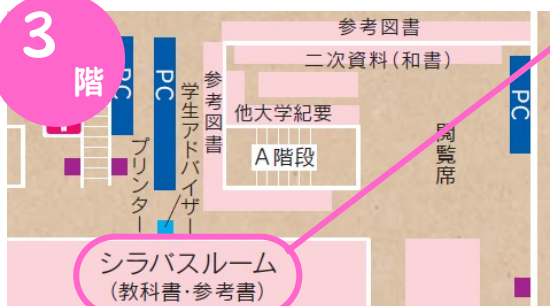 3
階
参考図書
二次資料(和書)
PC
PC
参考図書
他大学紀要
学生アドバイザー
プリンター
A階段
PC
閲覧席
シラバスルーム
(教科書・参考書)